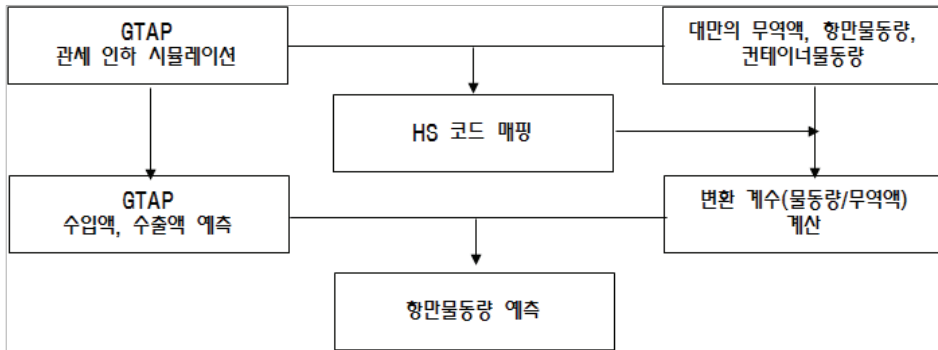 GTAP
관세 인하 시뮬레이션
대만의 무역액, 항만물동량,
컨테이너물동량
HS 코드 매핑
GTAP
수입액, 수출액 예측
변환 계수(물동량/무역액)
계산
항만물동량 예측